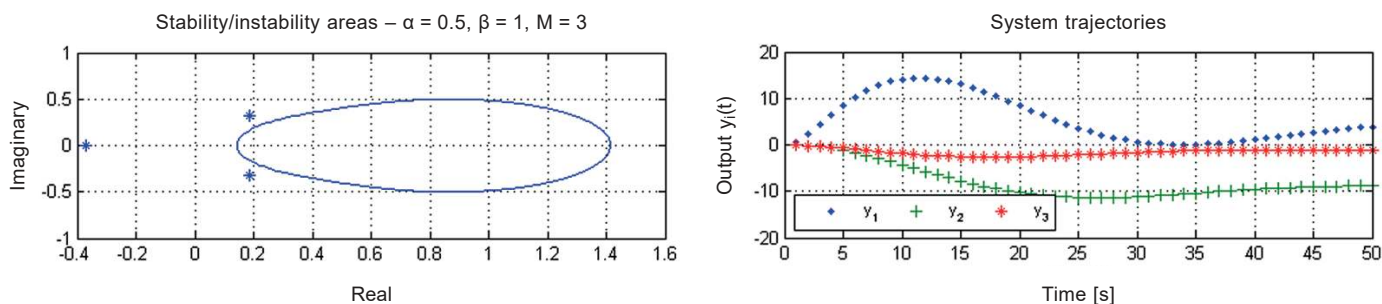 Stability/instability areas – α = 0.5, β = 1, M = 3
1
0.5
0
-0.5
-1
Imaginary
-0.4 -0.2 0 0.2 0.4 0.6 0.8 1 1.2 1.4 1.6
Real
System trajectories
20
10
0
-10
-20
Output yᵢ(t)
y₁ y₂ y₃
0 5 10 15 20 25 30 35 40 45 50
Time [s]